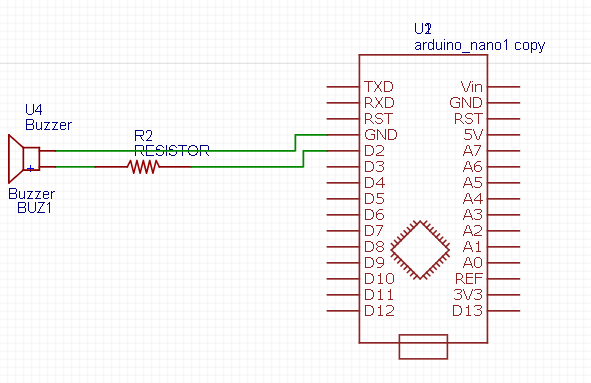 U2
arduino_nano1 copy
TXD
RXD
RST
GND
D2
D3
D4
D5
D6
D7
D8
D9
D10
D11
D12
Vin
GND
RST
5V
A7
A6
A5
A4
A3
A2
A1
A0
REF
3V3
D13
U4
Buzzer
R2
RESISTOR
+
Buzzer
BUZ1